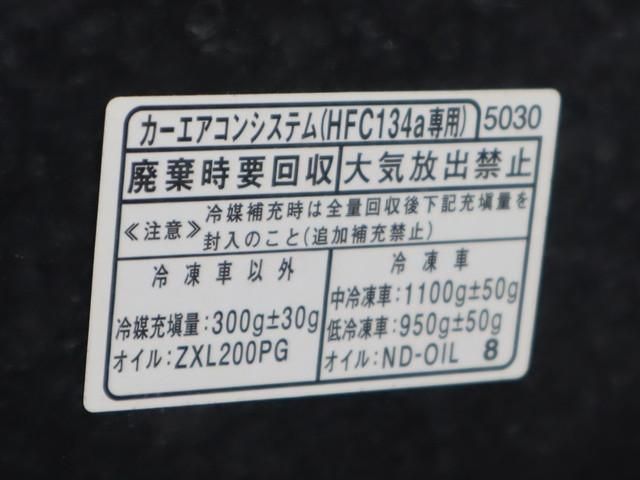 カーエアコンシステム(HFC134a専用) 5030
廃棄時要回収 大気放出禁止
≪注意≫ 冷媒補充時は全量回収後下記充填量を
封入のこと(追加補充禁止)
冷凍車以外
冷媒充填量:300g±30g
オイル:ZXL200PG
冷凍車
中冷凍車:1100g±50g
低冷凍車:950g±50g
オイル:ND-OIL 8